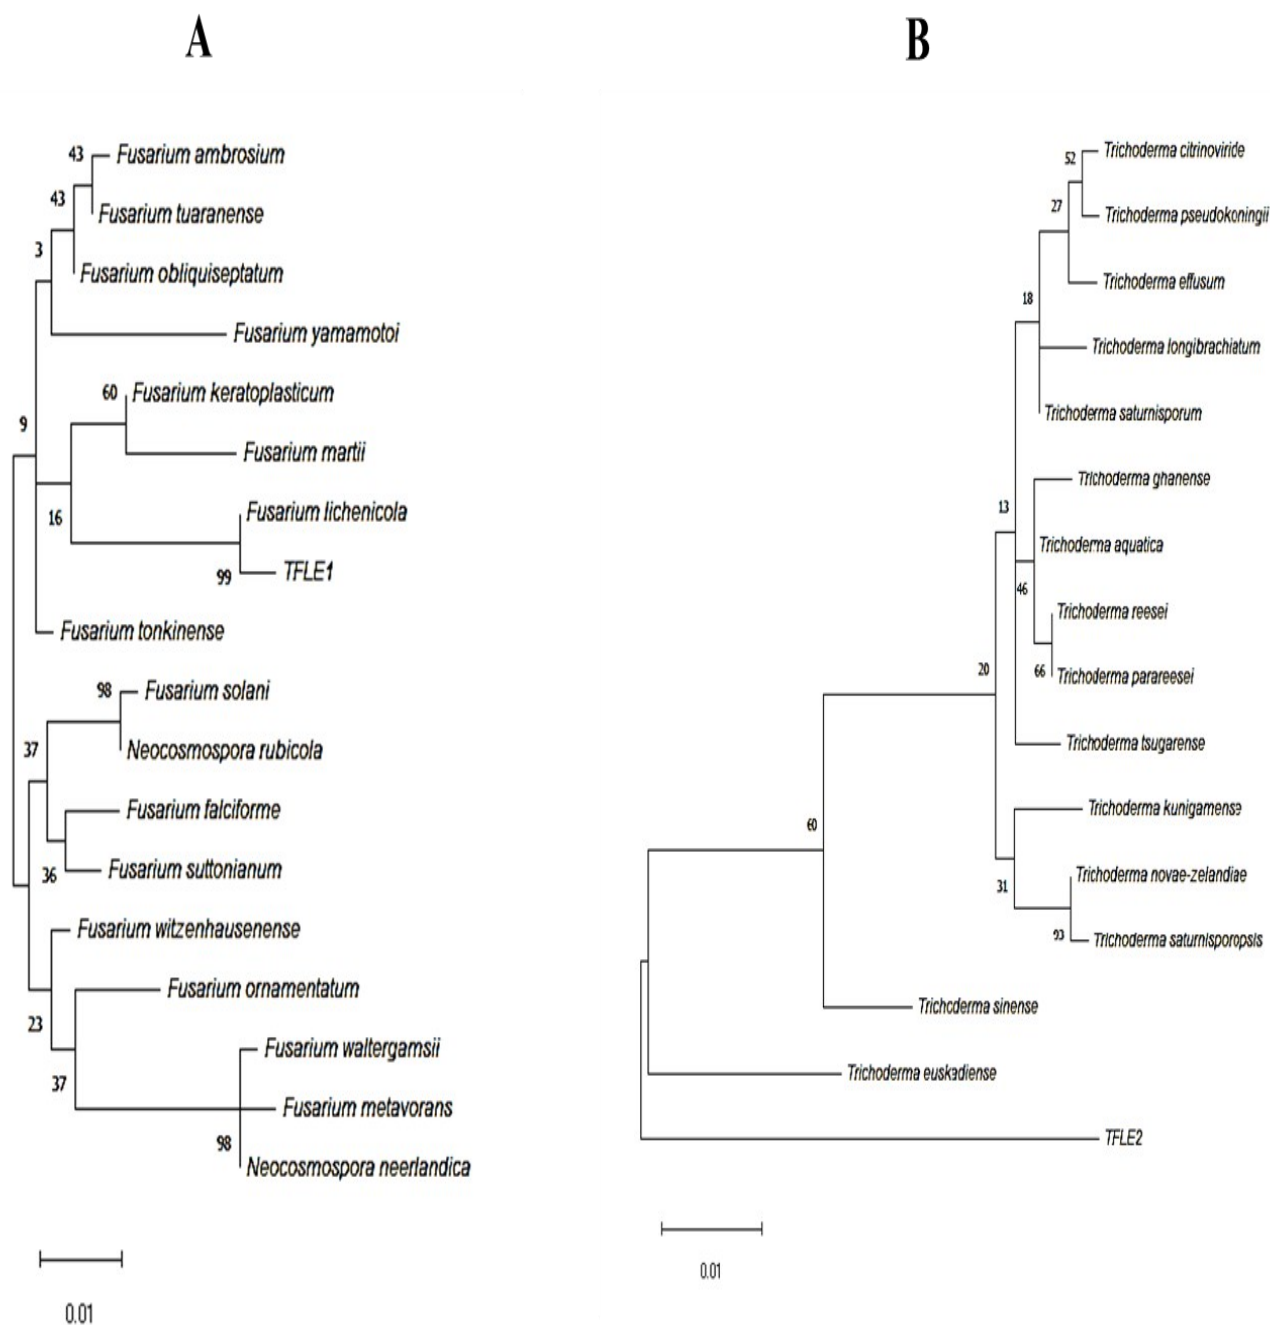 A
43
Fusarium ambrosium
43
Fusarium tuaranense
3
Fusarium obliquiseptatum
Fusarium yamamotoi
60
Fusarium keratoplasticum
9
Fusarium martii
16
Fusarium lichenicola
99
TFLE1
Fusarium tonkinense
98
Fusarium solani
37
Neocosmospora rubicola
Fusarium falciforme
36
Fusarium suttonianum
Fusarium witzenhausenense
23
Fusarium ornamentatum
37
Fusarium waltergamsii
Fusarium metavorans
98
Neocosmospora neerlandica
0.01
B
52
Trichoderma citrinoviride
27
Trichoderma pseudokoningii
Trichoderma effusum
18
Trichoderma longibrachiatum
Trichoderma saturnisporum
13
Trichoderma ghanense
Trichoderma aquatica
46
Trichoderma reesei
66
Trichoderma parareesei
20
Trichoderma tsugarense
60
Trichoderma kunigamense
31
Trichoderma novae-zelandiae
93
Trichoderma saturnisporopsis
Trichoderma sinense
Trichoderma euskadiense
TFLE2
0.01